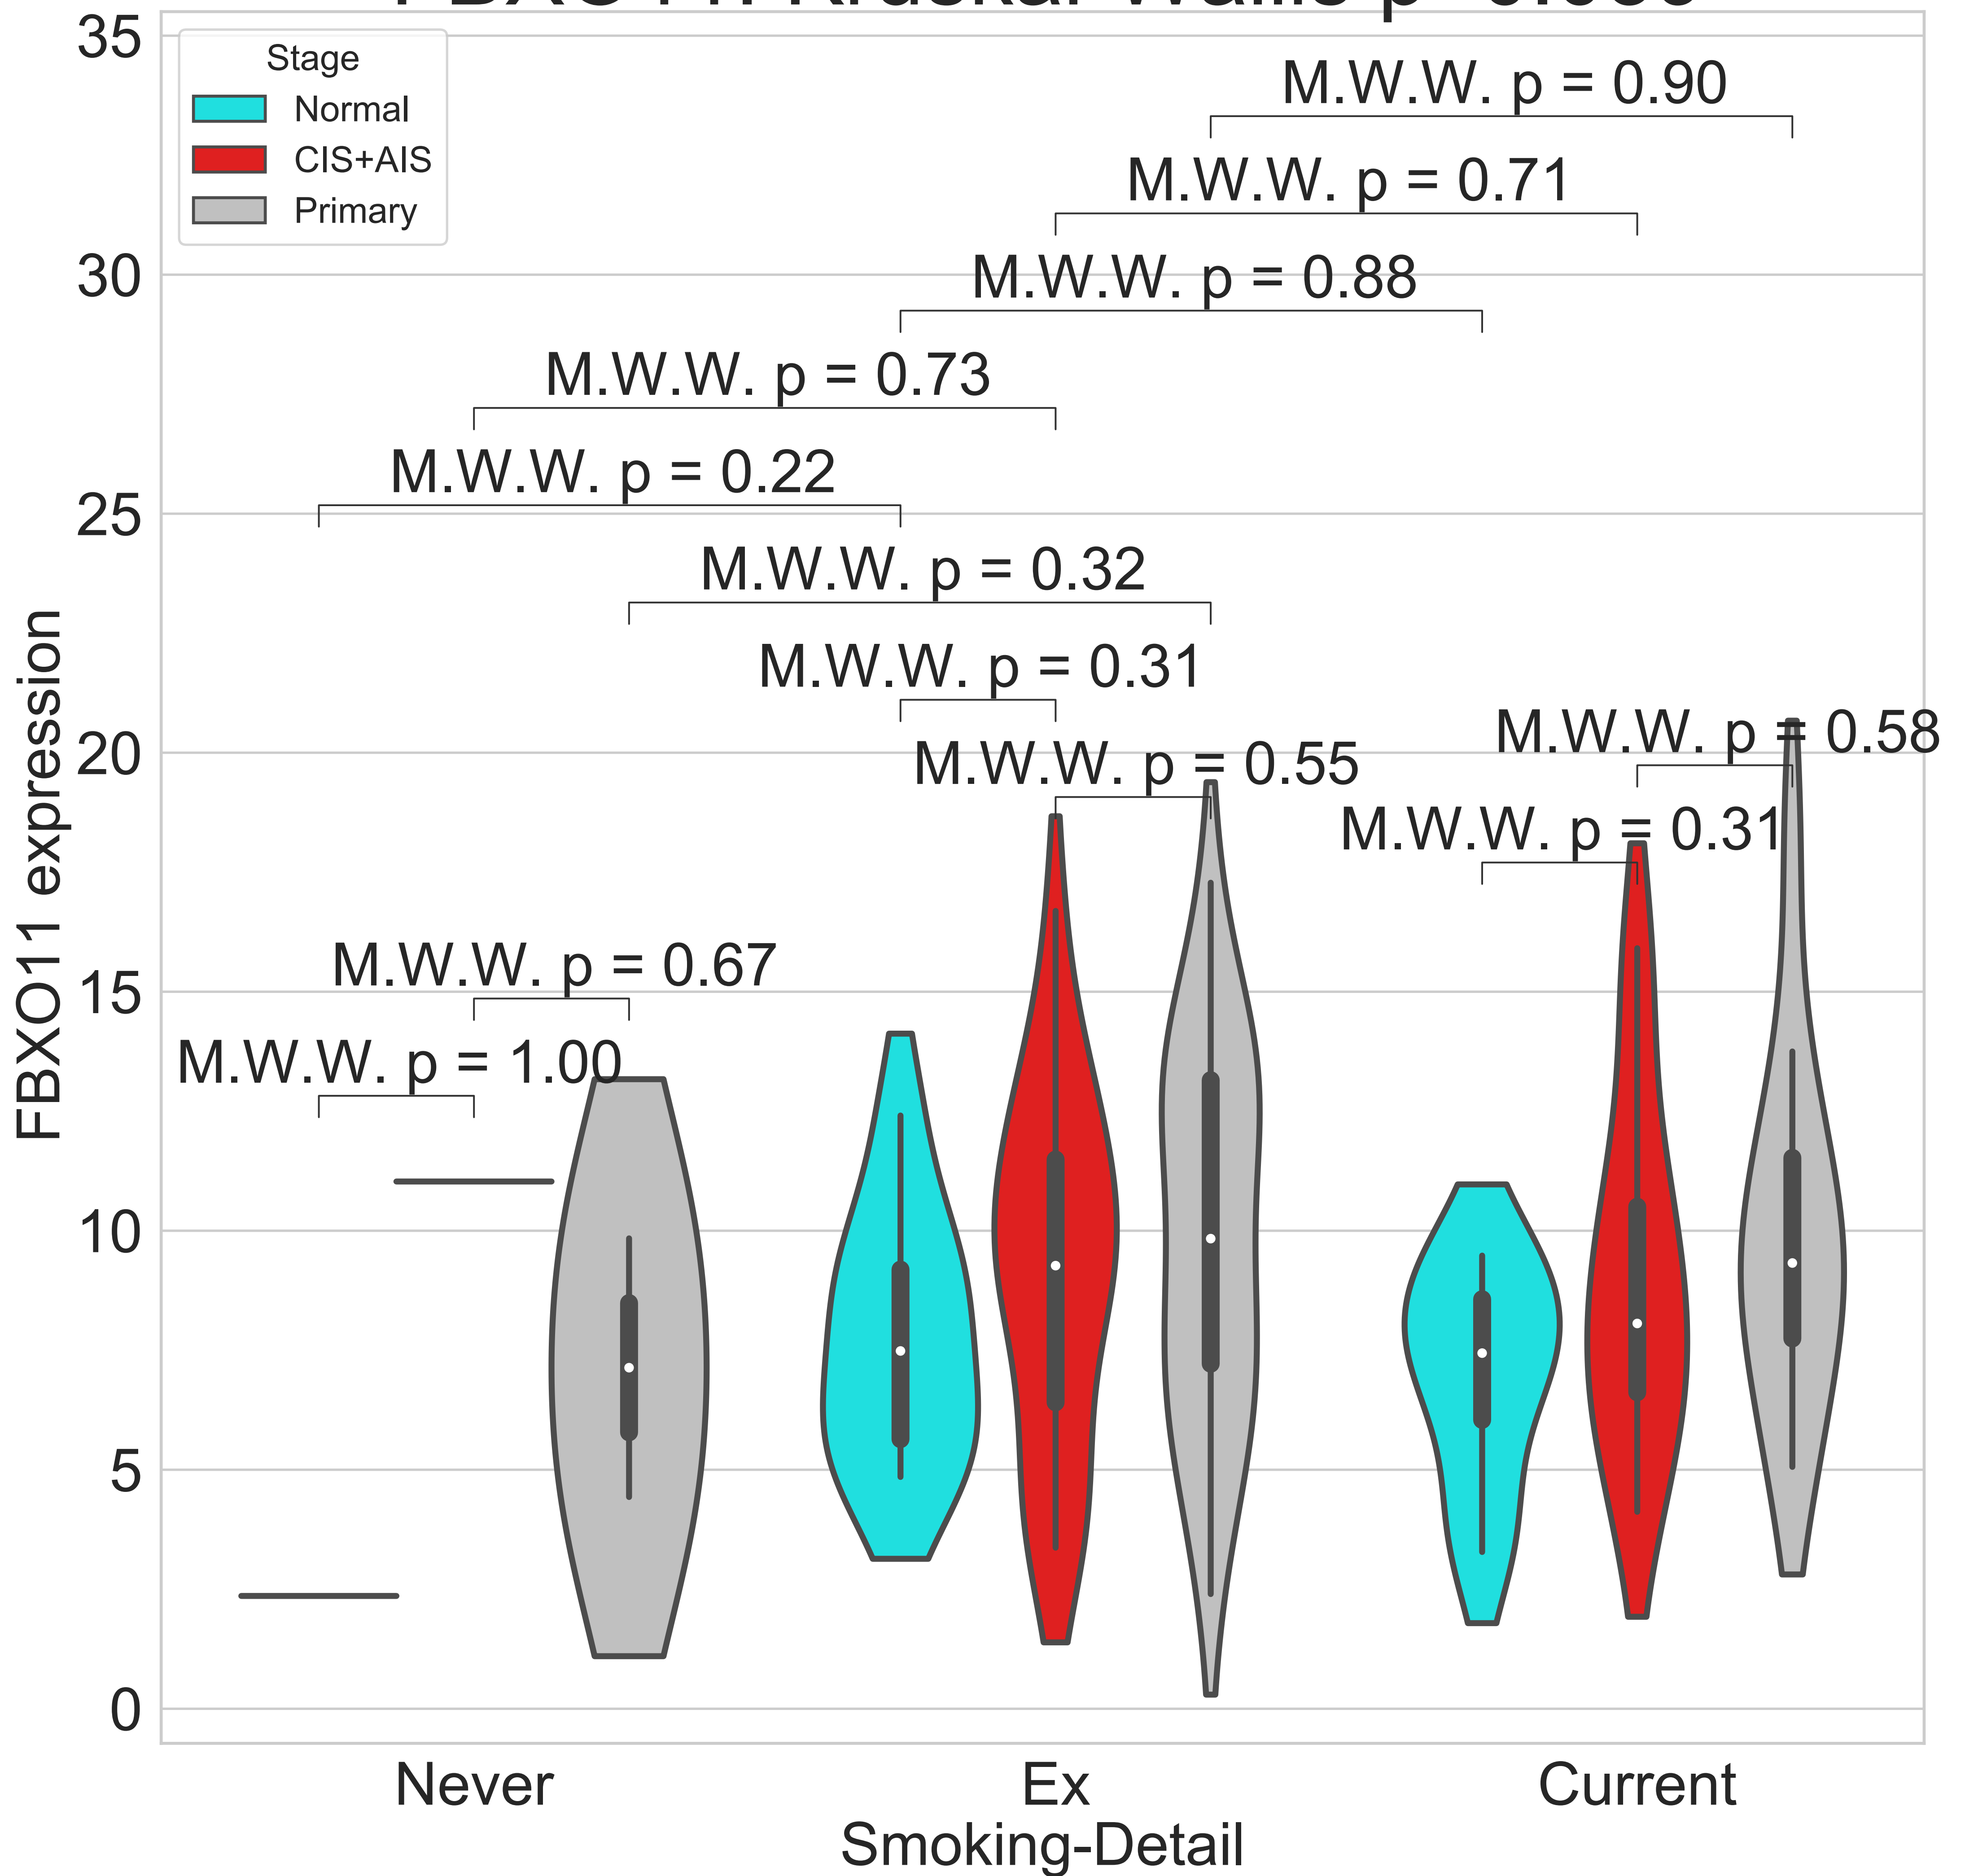 35
Stage
Normal
CIS+AIS
Primary
M.W.W. p = 0.90
M.W.W. p = 0.71
30
M.W.W. p = 0.88
M.W.W. p = 0.73
M.W.W. p = 0.22
25
M.W.W. p = 0.32
M.W.W. p = 0.31
M.W.W. p = 0.58
20
M.W.W. p = 0.55
M.W.W. p = 0.31
FBXO11 expression
M.W.W. p = 0.67
15
M.W.W. p = 1.00
10
5
0
Never
Ex
Current
Smoking-Detail